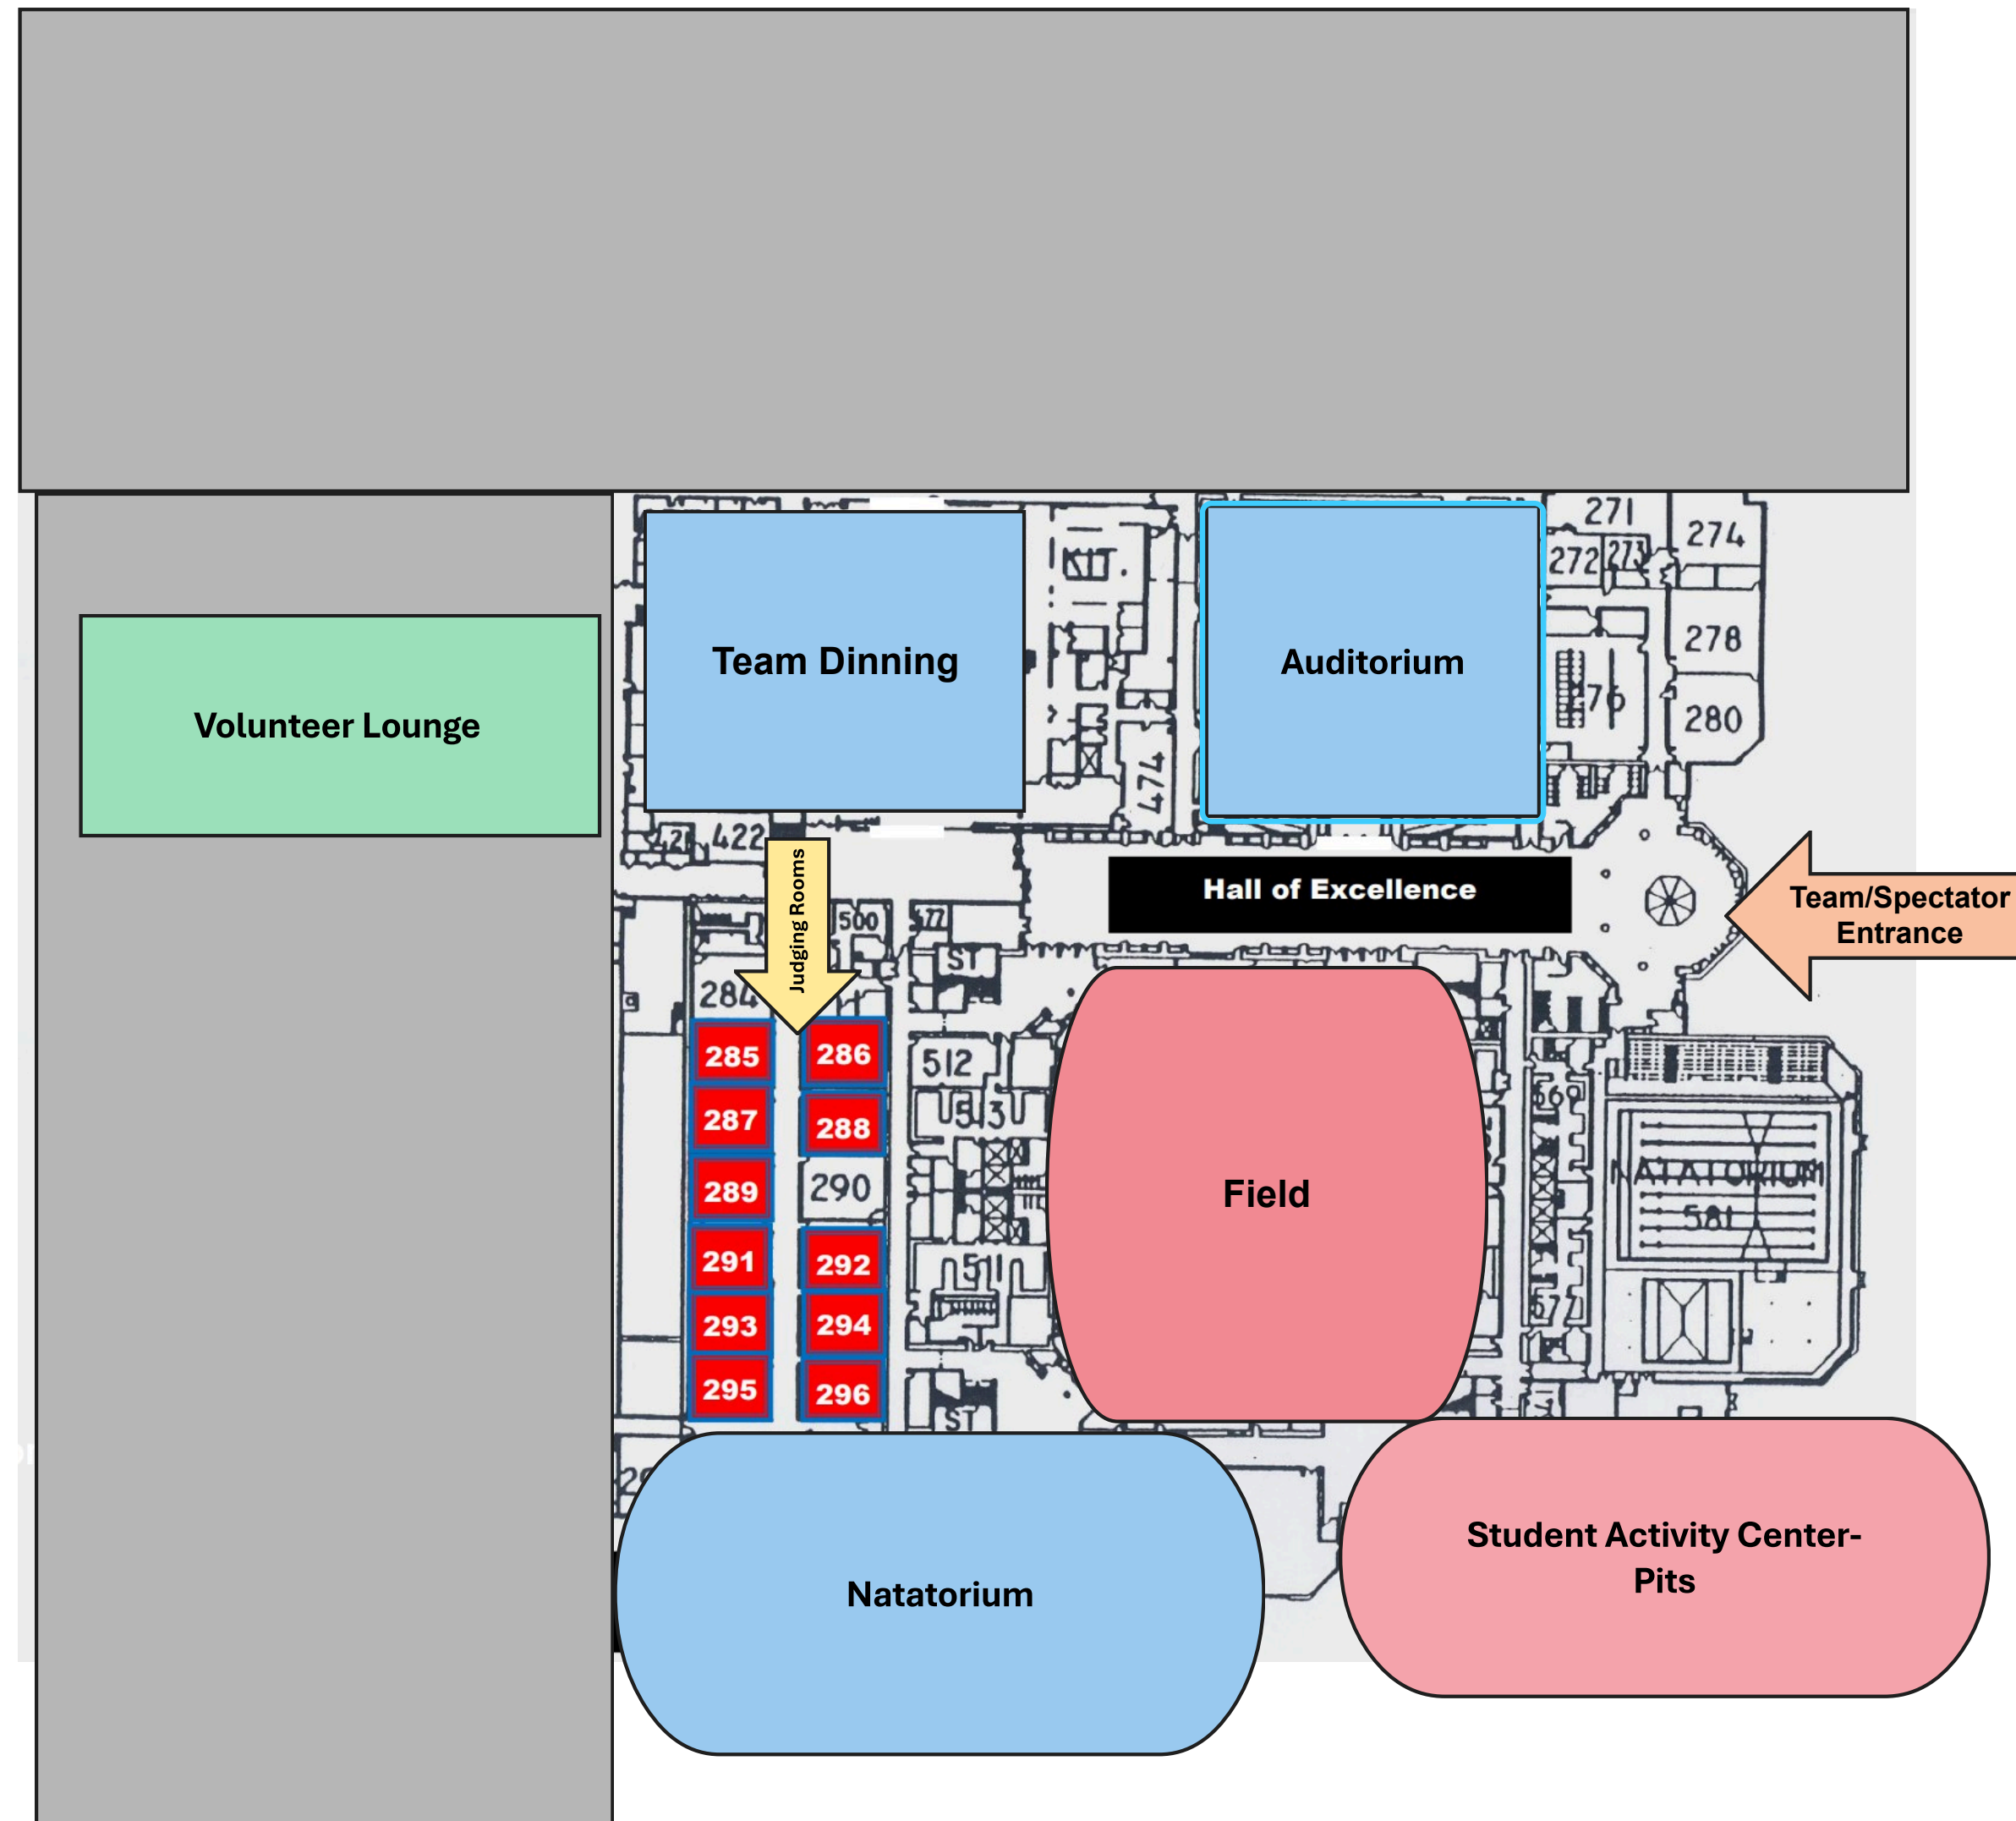 271
274
272
273
KIT.
Team Dinning
Auditorium
278
76
280
Volunteer Lounge
474
421
422
Judging Rooms
500
577
Hall of Excellence
Team/Spectator
Entrance
ST
284
285
286
512
287
288
513
569
289
290
Field
NATATORIUM
581
291
292
511
293
294
577
295
296
ST
Student Activity Center-
Pits
Natatorium